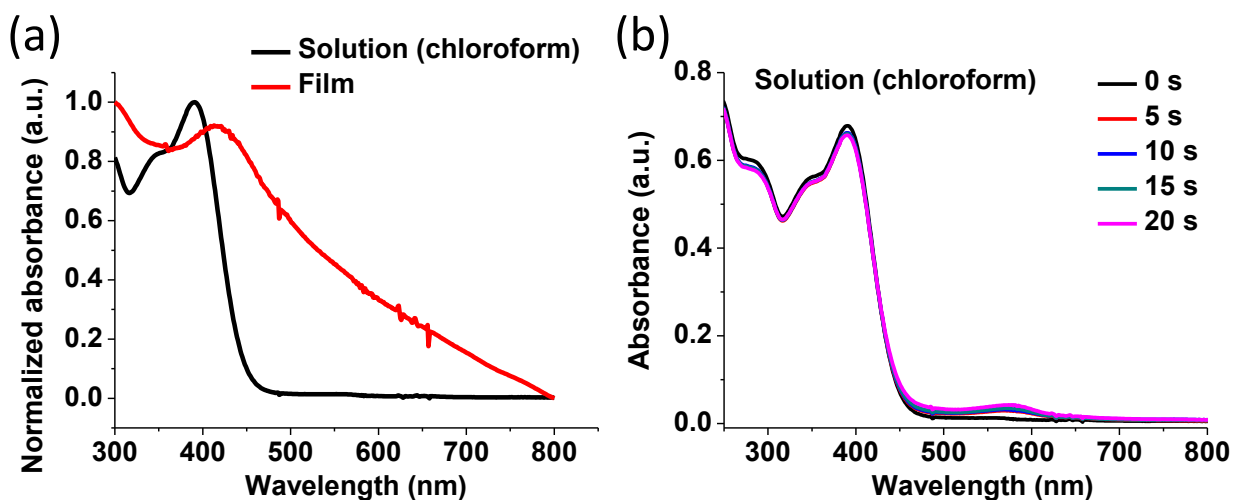 (a)
Solution (chloroform)
Film
Normalized absorbance (a.u.)
1.0
0.8
0.6
0.4
0.2
0.0
300 400 500 600 700 800
Wavelength (nm)
(b)
Solution (chloroform)
0 s
5 s
10 s
15 s
20 s
Absorbance (a.u.)
0.8
0.6
0.4
0.2
0.0
300 400 500 600 700 800
Wavelength (nm)